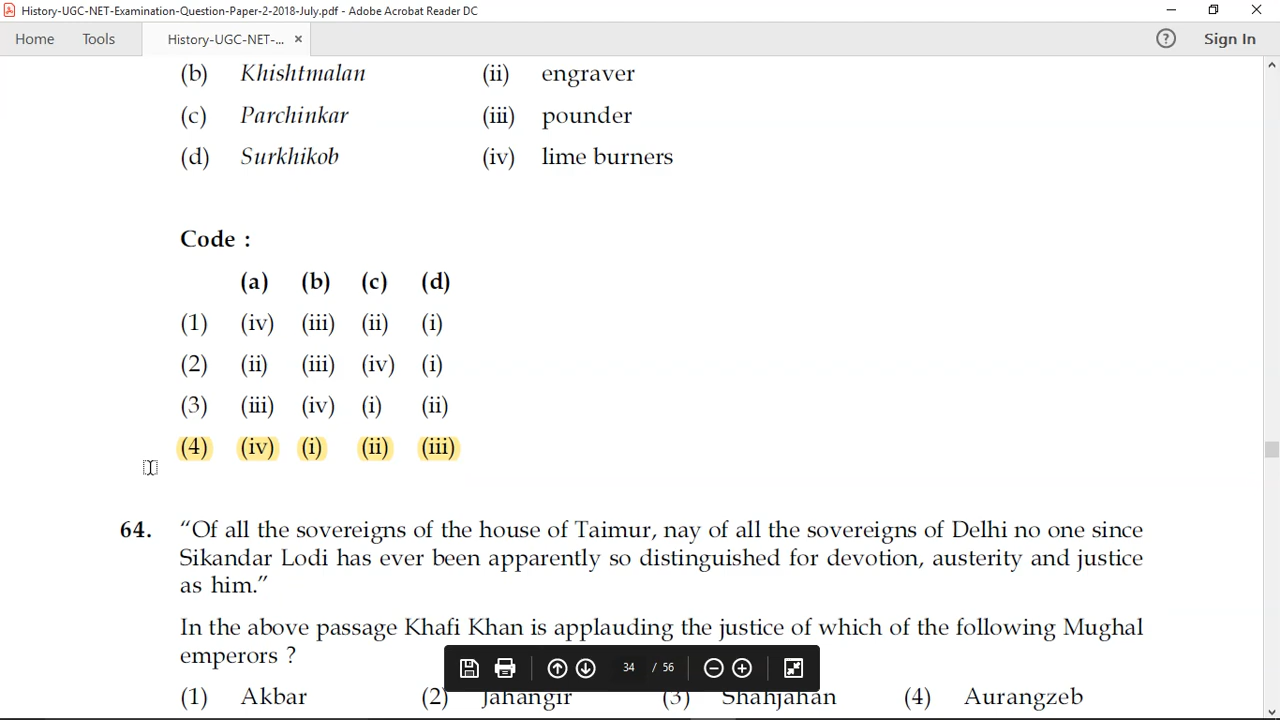 History-UGC-NET-Examination-Question-Paper-2-2018-July.pdf - Adobe Acrobat Reader DC
Home Tools History-UGC-NET-... × ? Sign In
(b) Khishtmalan (ii) engraver
(c) Parchinkar (iii) pounder
(d) Surkhikob (iv) lime burners
Code :
(a) (b) (c) (d)
(1) (iv) (iii) (ii) (i)
(2) (ii) (iii) (iv) (i)
(3) (iii) (iv) (i) (ii)
(4) (iv) (i) (ii) (iii)
64. “Of all the sovereigns of the house of Taimur, nay of all the sovereigns of Delhi no one since
Sikandar Lodi has ever been apparently so distinguished for devotion, austerity and justice
as him.”
In the above passage Khafi Khan is applauding the justice of which of the following Mughal
emperors ?
34 / 56
(1) Akbar (2) Jahangir (3) Shahjahan (4) Aurangzeb